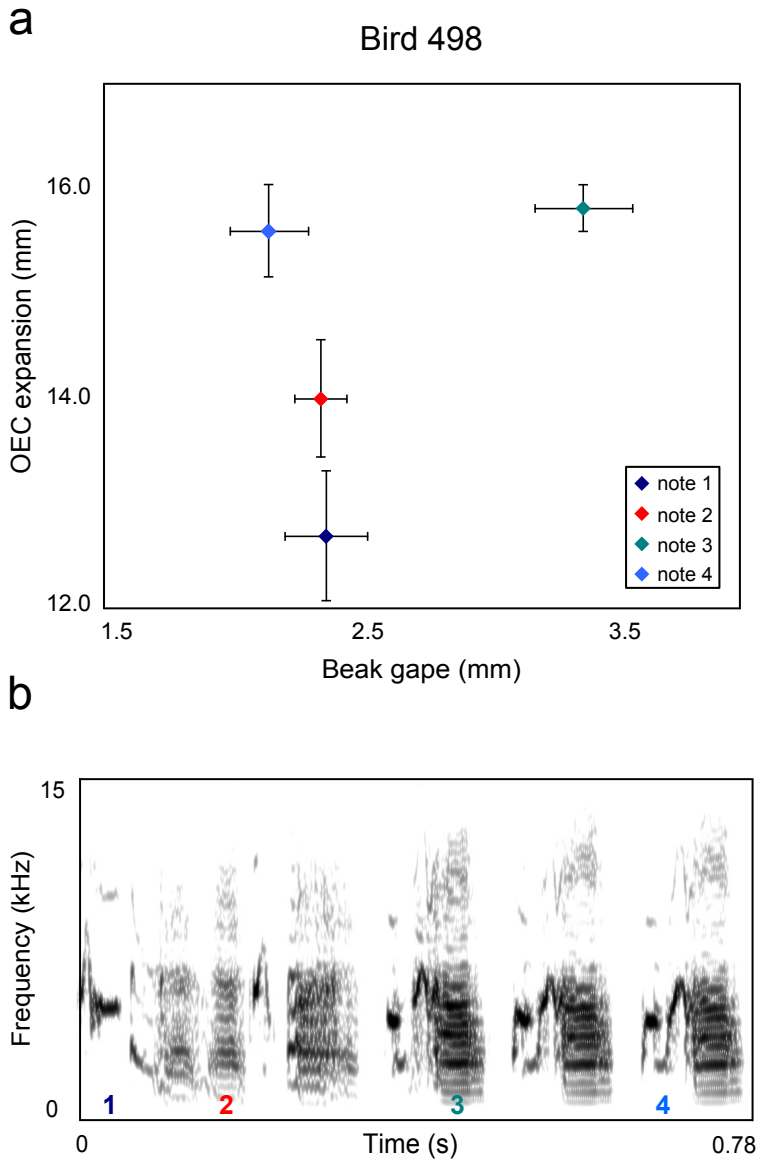 a
Bird 498
OEC expansion (mm)
16.0
14.0
12.0
note 1
note 2
note 3
note 4
1.5 2.5 3.5
Beak gape (mm)
b
Frequency (kHz)
15
0
1 2 3 4
0 Time (s) 0.78